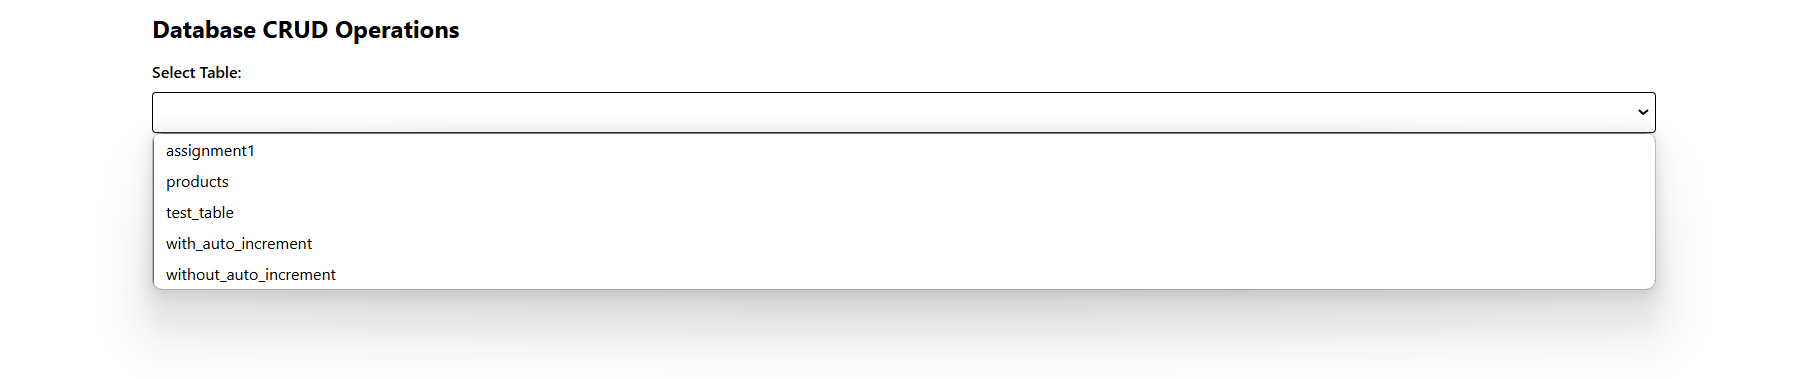 Database CRUD Operations
Select Table:
assignment1
products
test_table
with_auto_increment
without_auto_increment